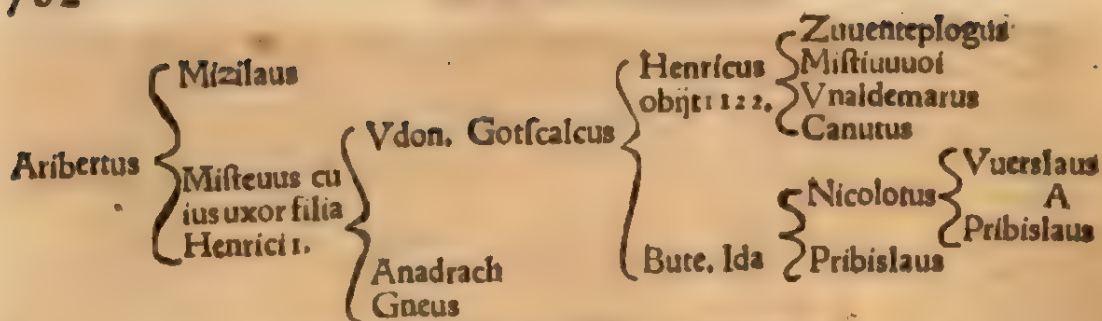 702
Aribertus
Mizilaus
Misteuus cu
ius uxor filia
Henrici 1.
Vdon. Gotscalcus
Anadrach
Gneus
Henricus
obijt 1122.
Bute. Ida
Zuuenteplogus
Mistiuuuoi
Vnaldemarus
Canutus
Nicolotus
Pribislaus
Vuerslaus
A
Pribislaus